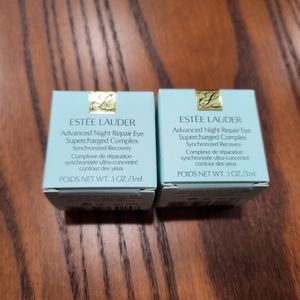 ESTĒE LAUDER
Advanced Night Repair Eye
Supercharged Complex
Synchronized Recovery
Complexe de réparation
synchronisée ultra-concentré
contour des yeux
POIDS NET WT. .1 OZ./3ml
ESTĒE LAUDER
Advanced Night Repair Eye
Supercharged Complex
Synchronized Recovery
Complexe de réparation
synchronisée ultra-concentré
contour des yeux
POIDS NET WT. .1 OZ./3ml